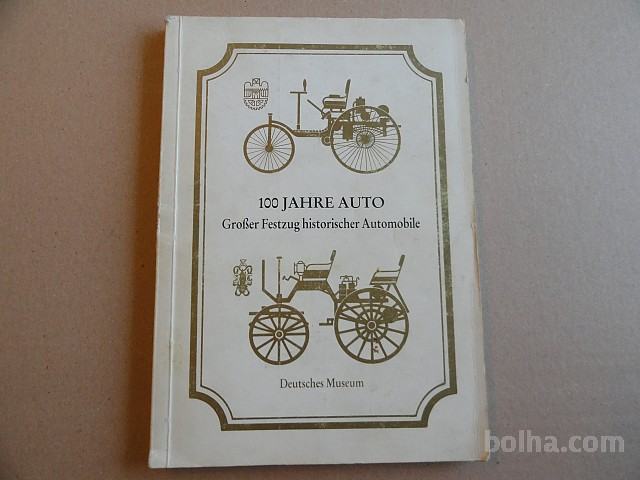 100 JAHRE AUTO
Großer Festzug historischer Automobile
Deutsches Museum
bolha.com